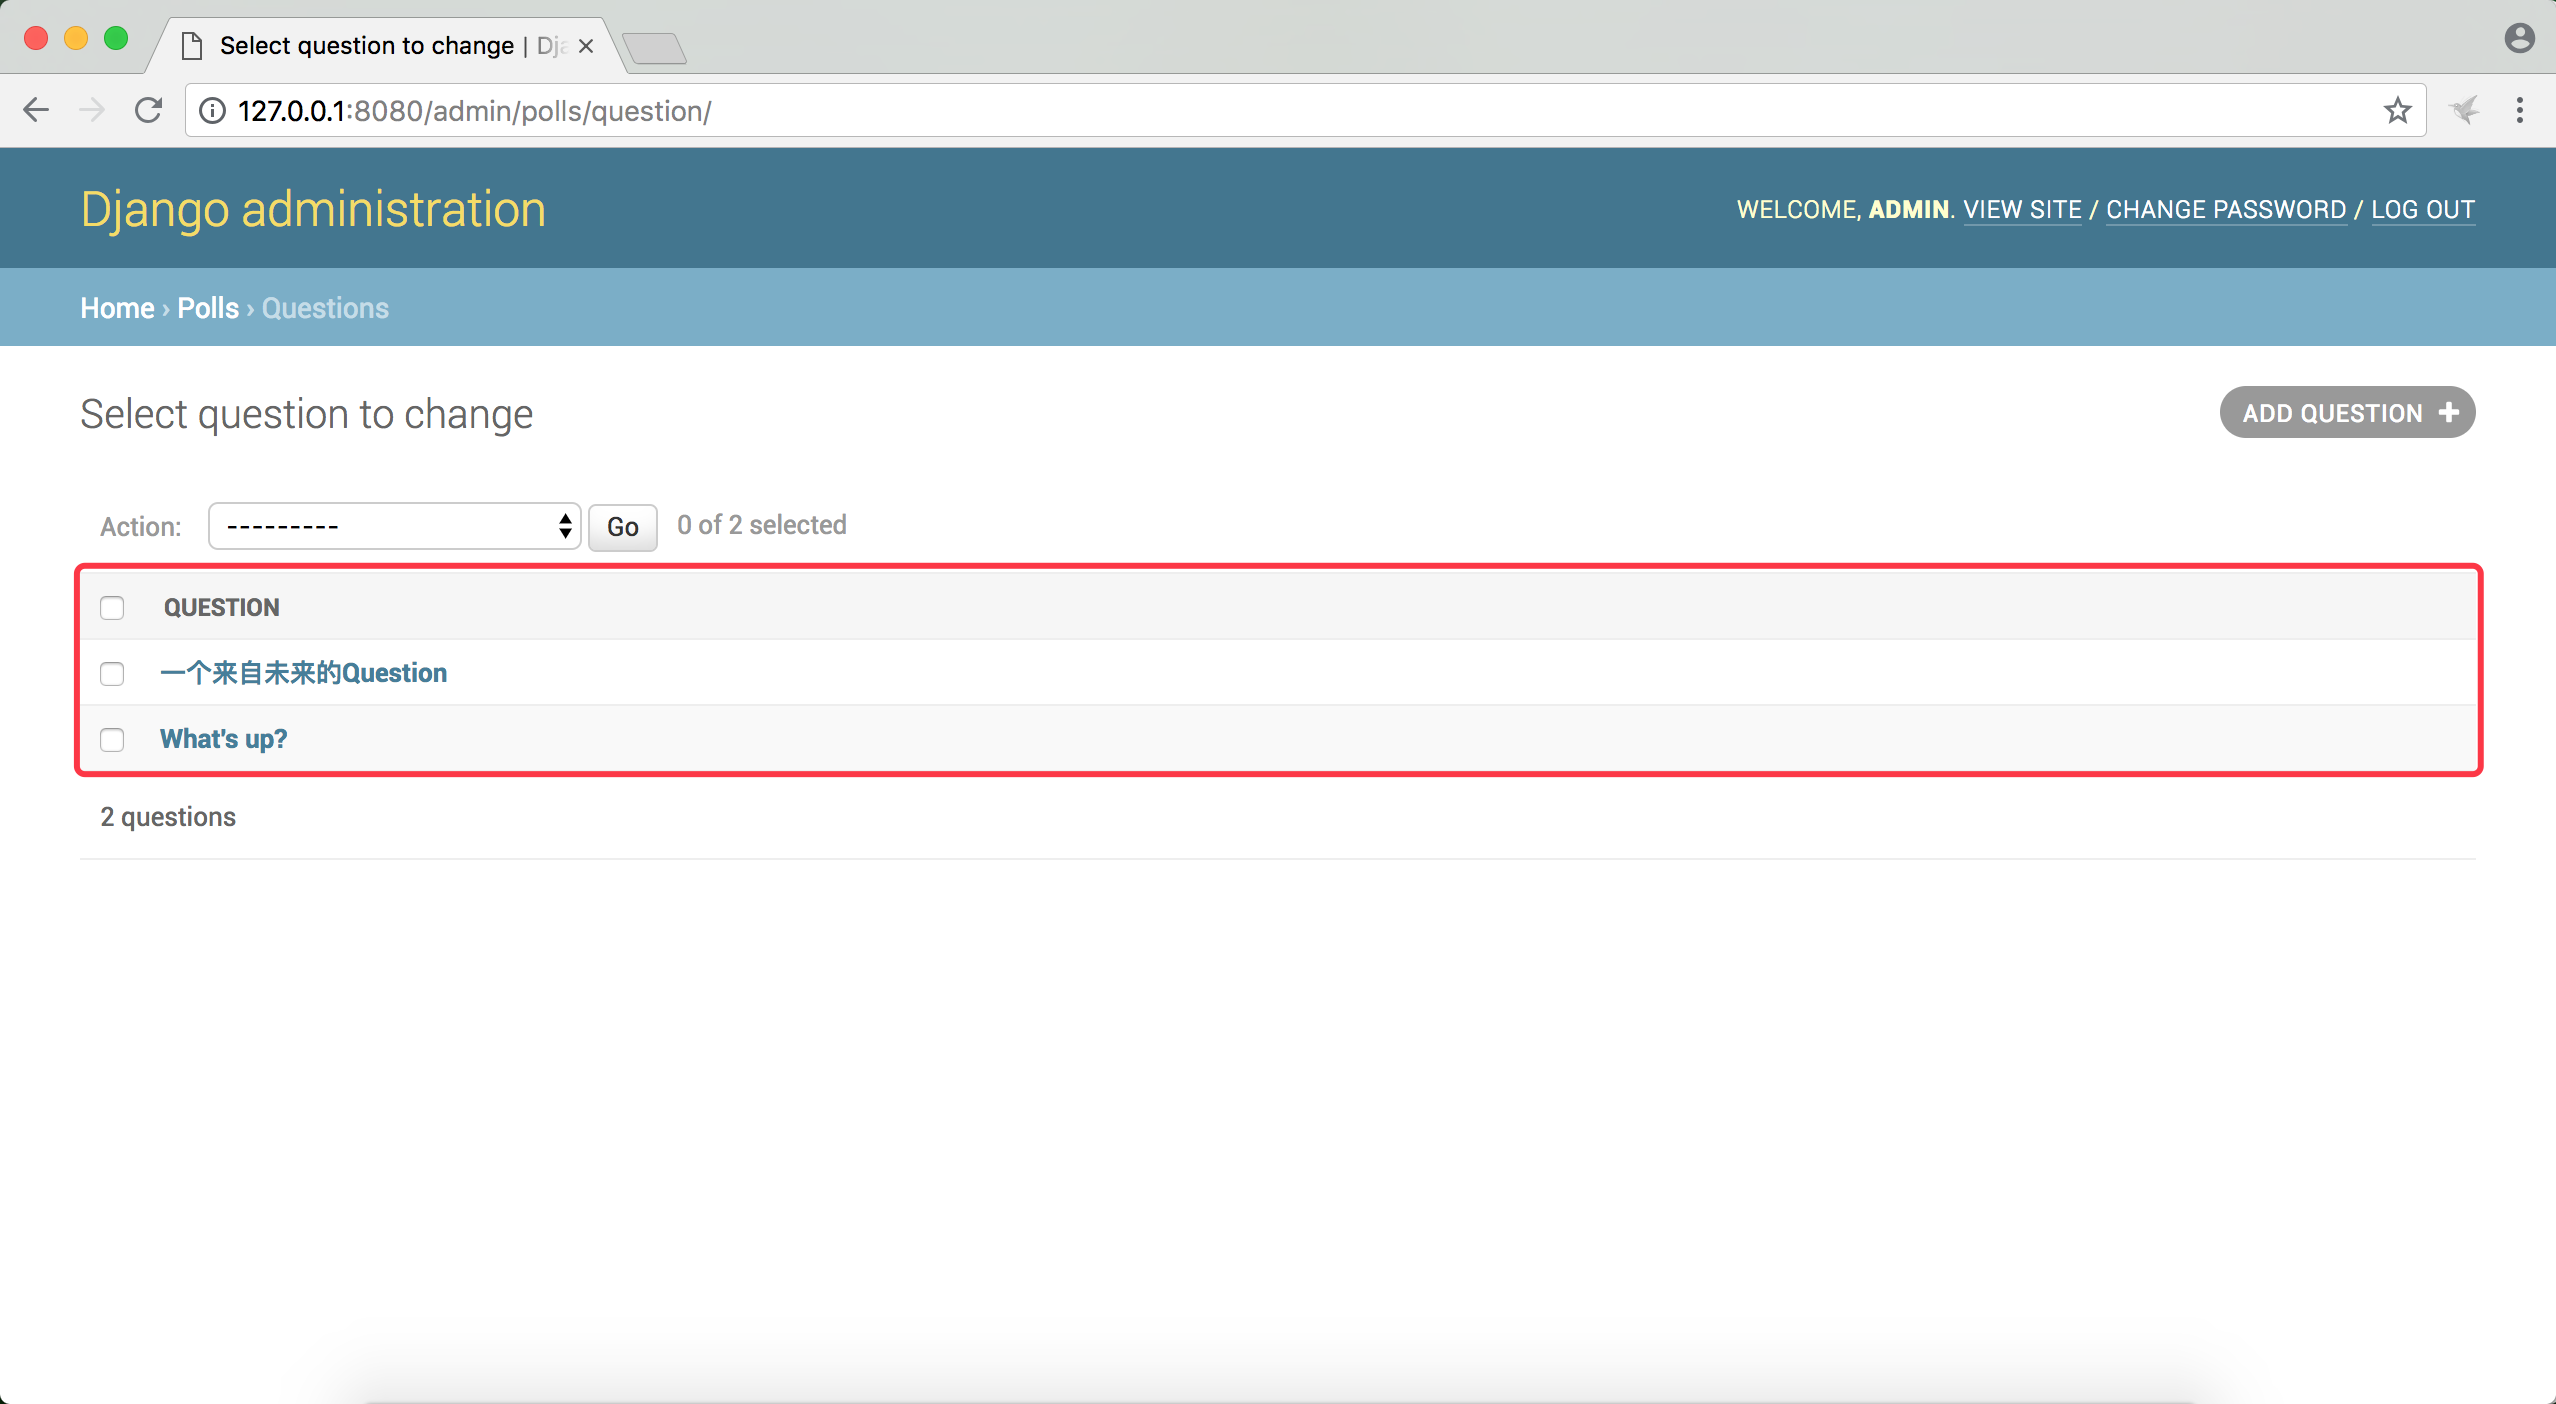 Select question to change | Dja
127.0.0.1:8080/admin/polls/question/
Django administration
WELCOME, ADMIN. VIEW SITE / CHANGE PASSWORD / LOG OUT
Home › Polls › Questions
Select question to change
ADD QUESTION +
Action: --------- Go 0 of 2 selected
QUESTION
一个来自未来的Question
What's up?
2 questions